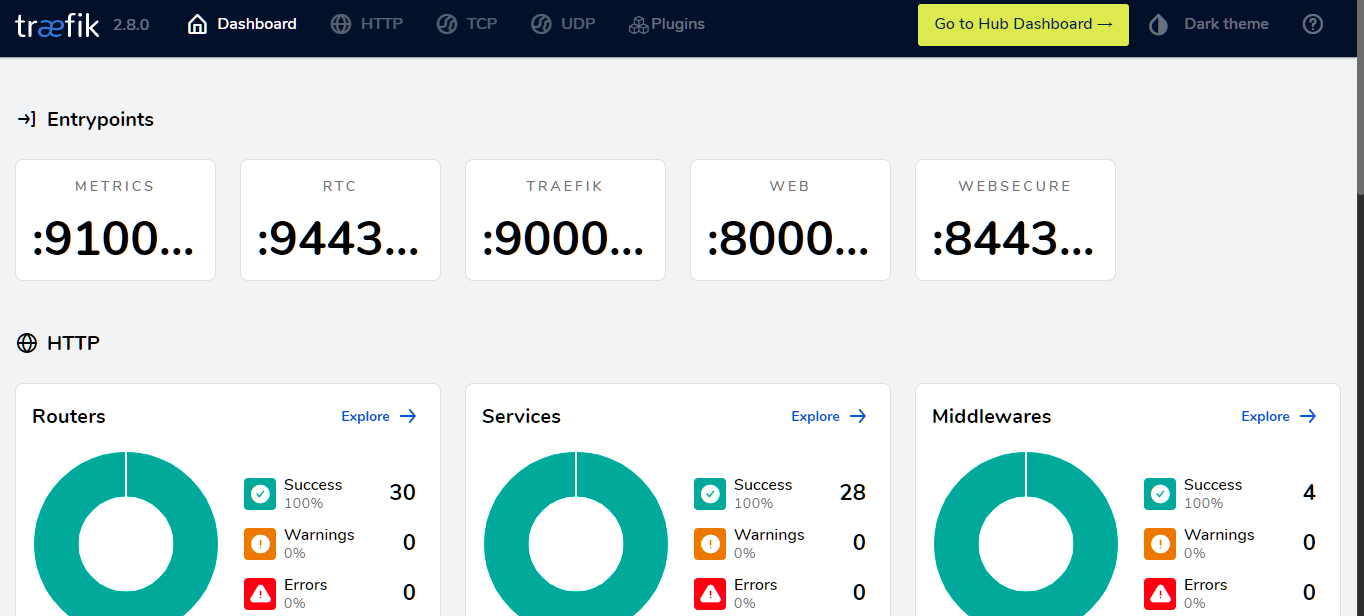 træfik 2.8.0 Dashboard HTTP TCP UDP Plugins Go to Hub Dashboard → Dark theme
Entrypoints
METRICS RTC TRAEFIK WEB WEBSECURE
:9100... :9443... :9000... :8000... :8443...
HTTP
Routers Explore → Services Explore → Middlewares Explore →
Success 30 Success 28 Success 4
100% 100% 100%
Warnings 0 Warnings 0 Warnings 0
0% 0% 0%
Errors 0 Errors 0 Errors 0
0% 0% 0%